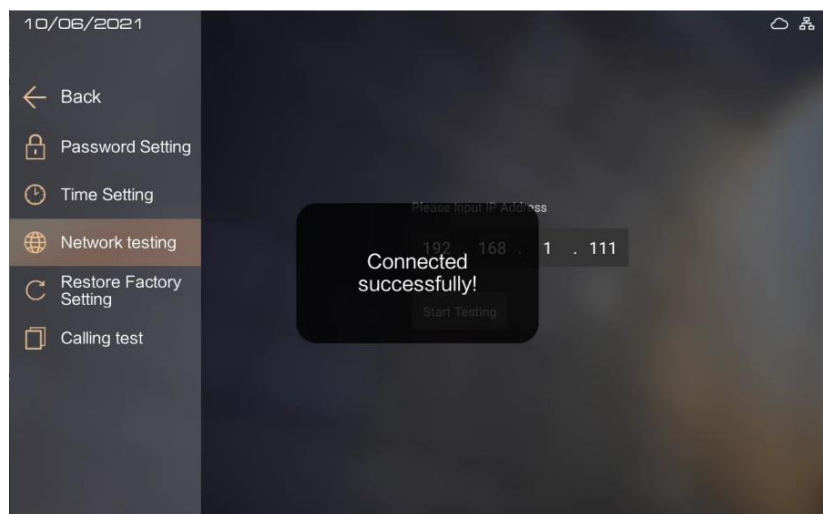 10/06/2021
Back
Password Setting
Time Setting
Network testing
Restore Factory
Setting
Calling test
Please Input IP Address
192 . 168 . 1 . 111
Connected
successfully!
Start Testing